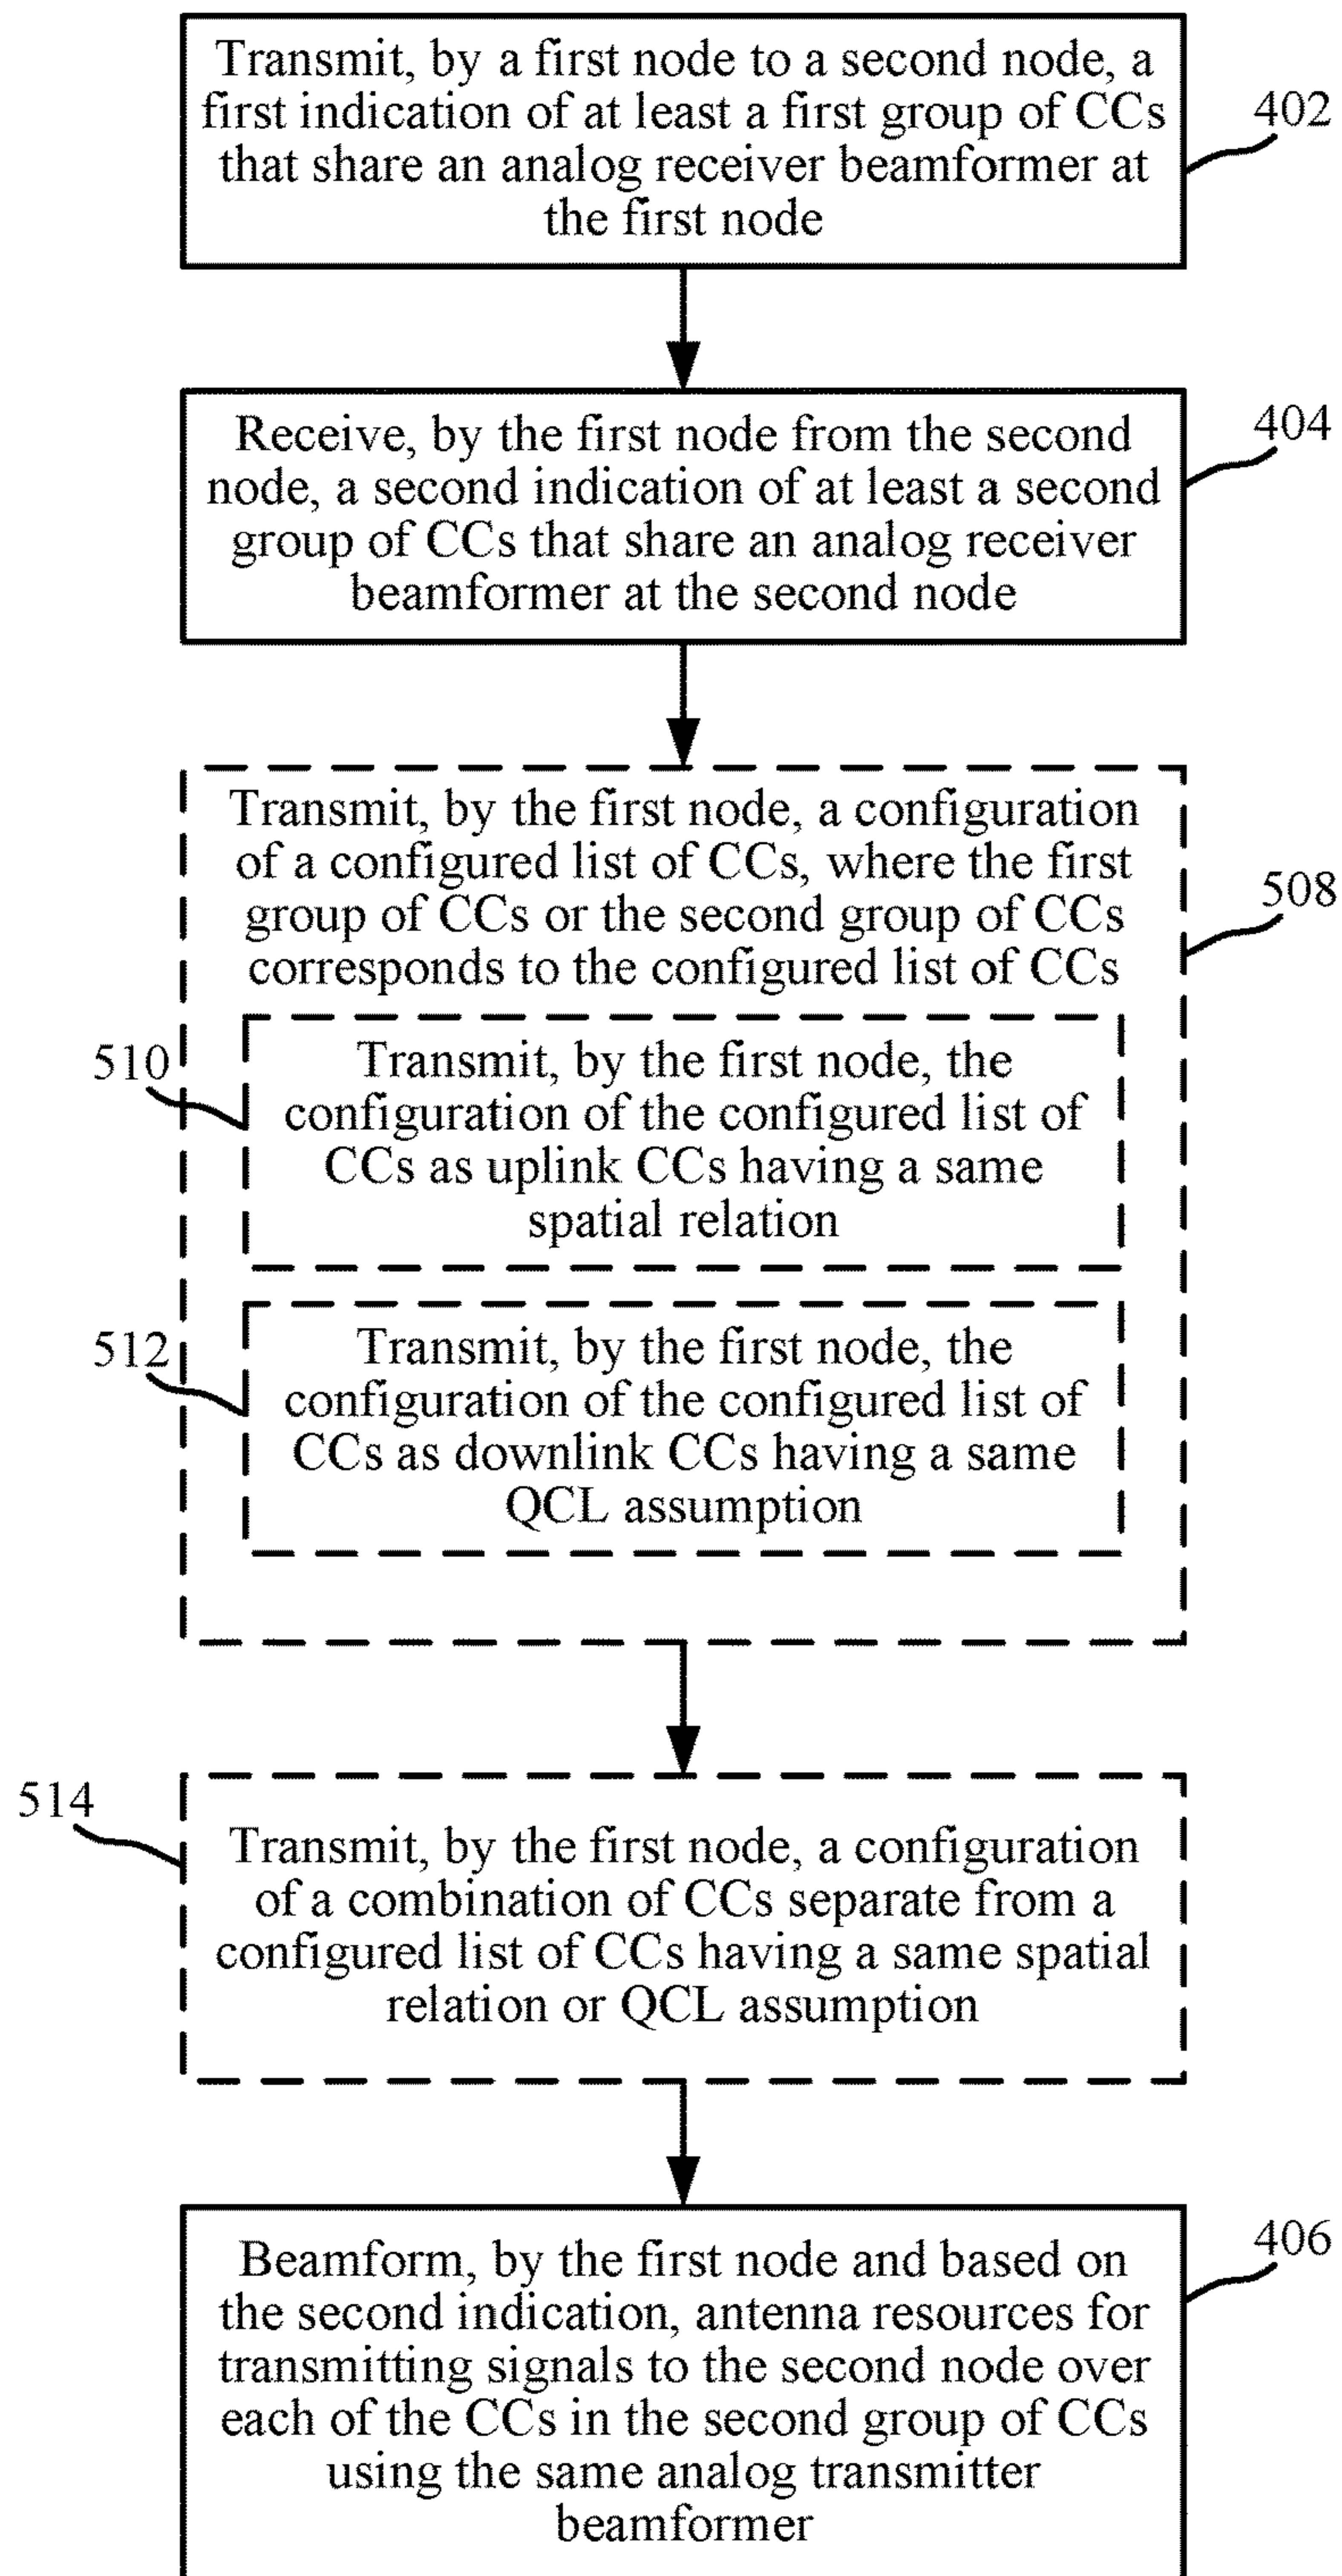 Transmit, by a first node to a second node, a
first indication of at least a first group of CCs
that share an analog receiver beamformer at
the first node
402
Receive, by the first node from the second
node, a second indication of at least a second
group of CCs that share an analog receiver
beamformer at the second node
404
Transmit, by the first node, a configuration
of a configured list of CCs, where the first
group of CCs or the second group of CCs
corresponds to the configured list of CCs
508
510
Transmit, by the first node, the
configuration of the configured list of
CCs as uplink CCs having a same
spatial relation
512
Transmit, by the first node, the
configuration of the configured list of
CCs as downlink CCs having a same
QCL assumption
514
Transmit, by the first node, a configuration
of a combination of CCs separate from a
configured list of CCs having a same spatial
relation or QCL assumption
406
Beamform, by the first node and based on
the second indication, antenna resources for
transmitting signals to the second node over
each of the CCs in the second group of CCs
using the same analog transmitter
beamformer